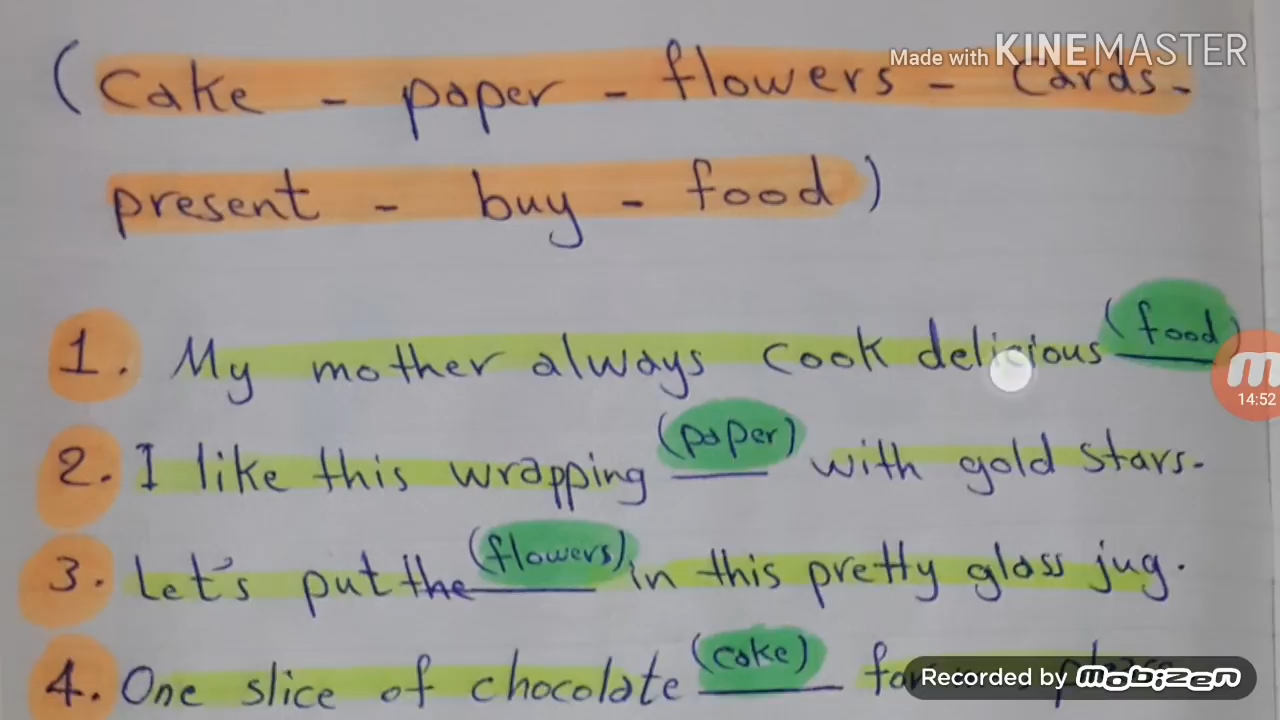 Made with KINEMASTER
( Cake - paper - flowers - Cards -
present - buy - food )
1. My mother always cook delicious (food)
14:52
2. I like this wrapping (paper) with gold stars.
3. Let's put the (flowers) in this pretty glass jug.
4. One slice of chocolate (cake)
Recorded by mobizen